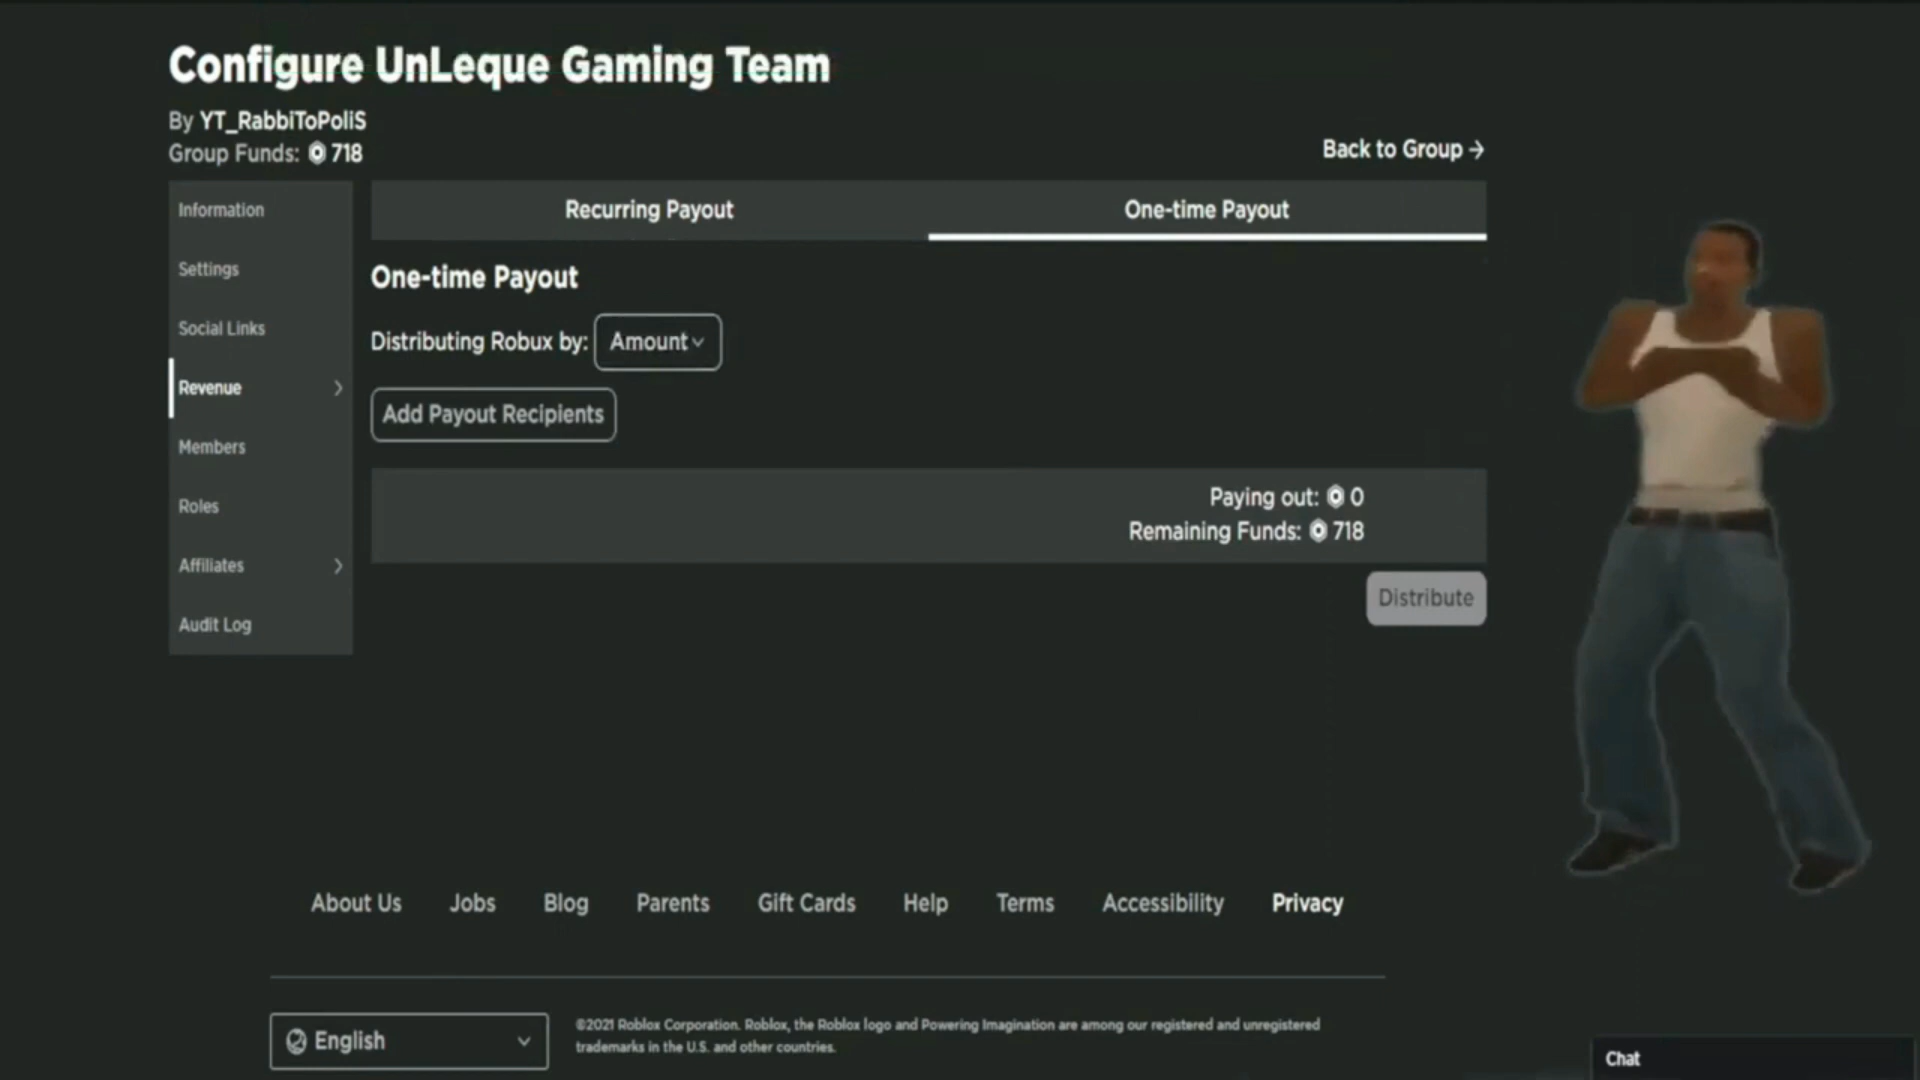 Configure UnLeque Gaming Team
By YT_RabbiToPoliS
Group Funds: 718
Back to Group →
Information
Settings
Social Links
Revenue
Members
Roles
Affiliates
Audit Log
Recurring Payout
One-time Payout
One-time Payout
Distributing Robux by: Amount
Add Payout Recipients
Paying out: 0
Remaining Funds: 718
Distribute
About Us Jobs Blog Parents Gift Cards Help Terms Accessibility Privacy
English
©2021 Roblox Corporation. Roblox, the Roblox logo and Powering Imagination are among our registered and unregistered
trademarks in the U.S. and other countries.
Chat